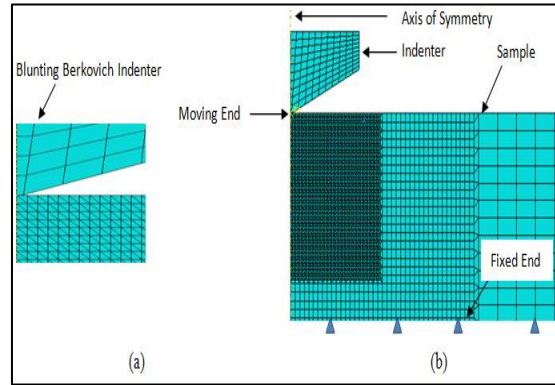 Axis of Symmetry
Indenter
Sample
Blunting Berkovich Indenter
Moving End
Fixed End
(a)
(b)